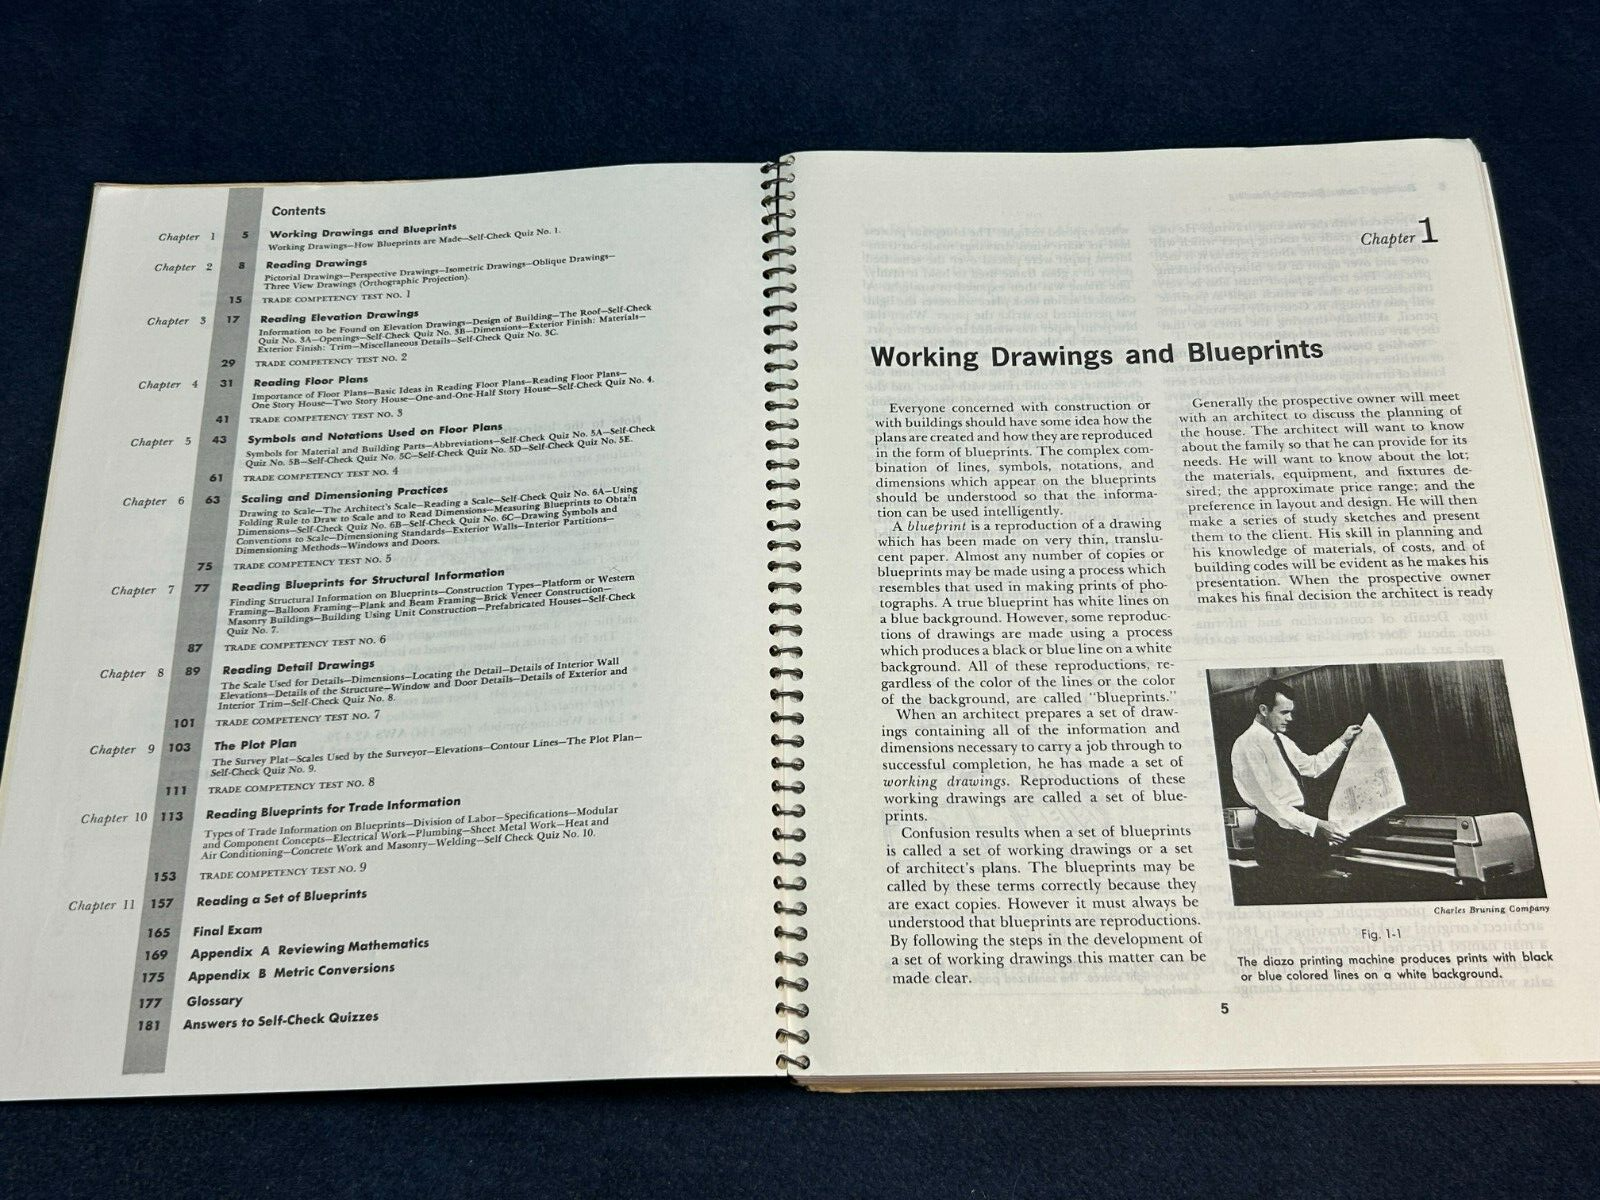 Contents
Chapter 1 5 Working Drawings and Blueprints
Working Drawings—How Blueprints are Made—Self-Check Quiz No. 1.
Chapter 2 8 Reading Drawings
Pictorial Drawings—Perspective Drawings—Isometric Drawings—Oblique Drawings—
Three View Drawings (Orthographic Projection).
15 TRADE COMPETENCY TEST NO. 1
Chapter 3 17 Reading Elevation Drawings
Information to be Found on Elevation Drawings—Design of Building—The Roof—Self-Check
Quiz No. 3A—Openings—Self-Check Quiz No. 3B—Dimensions—Exterior Finish: Materials—
Exterior Finish: Trim—Miscellaneous Details—Self-Check Quiz No. 3C.
29 TRADE COMPETENCY TEST NO. 2
Chapter 4 31 Reading Floor Plans
Importance of Floor Plans—Basic Ideas in Reading Floor Plans—Reading Floor Plans—
One Story House—Two Story House—One-and-One-Half Story House—Self-Check Quiz No. 4.
41 TRADE COMPETENCY TEST NO. 3
Chapter 5 43 Symbols and Notations Used on Floor Plans
Symbols for Material and Building Parts—Abbreviations—Self-Check Quiz No. 5A—Self-Check
Quiz No. 5B—Self-Check Quiz No. 5C—Self-Check Quiz No. 5D—Self-Check Quiz No. 5E.
61 TRADE COMPETENCY TEST NO. 4
Chapter 6 63 Scaling and Dimensioning Practices
Drawing to Scale—The Architect's Scale—Reading a Scale—Self-Check Quiz No. 6A—Using
Folding Rule to Draw to Scale and to Read Dimensions—Measuring Blueprints to Obtain
Dimensions—Self-Check Quiz No. 6B—Self-Check Quiz No. 6C—Drawing Symbols and
Conventions to Scale—Dimensioning Standards—Exterior Walls—Interior Partitions—
Dimensioning Methods—Windows and Doors.
75 TRADE COMPETENCY TEST NO. 5
Chapter 7 77 Reading Blueprints for Structural Information
Finding Structural Information on Blueprints—Construction Types—Platform or Western
Framing—Balloon Framing—Plank and Beam Framing—Brick Veneer Construction—
Masonry Buildings—Building Using Unit Construction—Prefabricated Houses—Self-Check
Quiz No. 7.
87 TRADE COMPETENCY TEST NO. 6
Chapter 8 89 Reading Detail Drawings
The Scale Used for Details—Dimensions—Locating the Detail—Details of Interior Wall
Elevations—Details of the Structure—Window and Door Details—Details of Exterior and
Interior Trim—Self-Check Quiz No. 8.
101 TRADE COMPETENCY TEST NO. 7
Chapter 9 103 The Plot Plan
The Survey Plat—Scales Used by the Surveyor—Elevations—Contour Lines—The Plot Plan—
Self-Check Quiz No. 9.
111 TRADE COMPETENCY TEST NO. 8
Chapter 10 113 Reading Blueprints for Trade Information
Types of Trade Information on Blueprints—Division of Labor—Specifications—Modular
and Component Concepts—Electrical Work—Plumbing—Sheet Metal Work—Heat and
Air Conditioning—Concrete Work and Masonry—Welding—Self Check Quiz No. 10.
153 TRADE COMPETENCY TEST NO. 9
Chapter 11 157 Reading a Set of Blueprints
165 Final Exam
169 Appendix A Reviewing Mathematics
175 Appendix B Metric Conversions
177 Glossary
181 Answers to Self-Check Quizzes
Chapter 1
Working Drawings and Blueprints
Everyone concerned with construction or
with buildings should have some idea how the
plans are created and how they are reproduced
in the form of blueprints. The complex com-
bination of lines, symbols, notations, and
dimensions which appear on the blueprints
should be understood so that the informa-
tion can be used intelligently.
A blueprint is a reproduction of a drawing
which has been made on very thin, translu-
cent paper. Almost any number of copies or
blueprints may be made using a process which
resembles that used in making prints of pho-
tographs. A true blueprint has white lines on
a blue background. However, some reproduc-
tions of drawings are made using a process
which produces a black or blue line on a white
background. All of these reproductions, re-
gardless of the color of the lines or the color
of the background, are called "blueprints."
When an architect prepares a set of draw-
ings containing all of the information and
dimensions necessary to carry a job through to
successful completion, he has made a set of
working drawings. Reproductions of these
working drawings are called a set of blue-
prints.
Confusion results when a set of blueprints
is called a set of working drawings or a set
of architect's plans. The blueprints may be
called by these terms correctly because they
are exact copies. However it must always be
understood that blueprints are reproductions.
By following the steps in the development of
a set of working drawings this matter can be
made clear.
Generally the prospective owner will meet
with an architect to discuss the planning of
the house. The architect will want to know
about the family so that he can provide for its
needs. He will want to know about the lot;
the materials, equipment, and fixtures de-
sired; the approximate price range; and the
preference in layout and design. He will then
make a series of study sketches and present
them to the client. His skill in planning and
his knowledge of materials, of costs, and of
building codes will be evident as he makes his
presentation. When the prospective owner
makes his final decision the architect is ready
Charles Bruning Company
Fig. 1-1
The diazo printing machine produces prints with black
or blue colored lines on a white background.
5